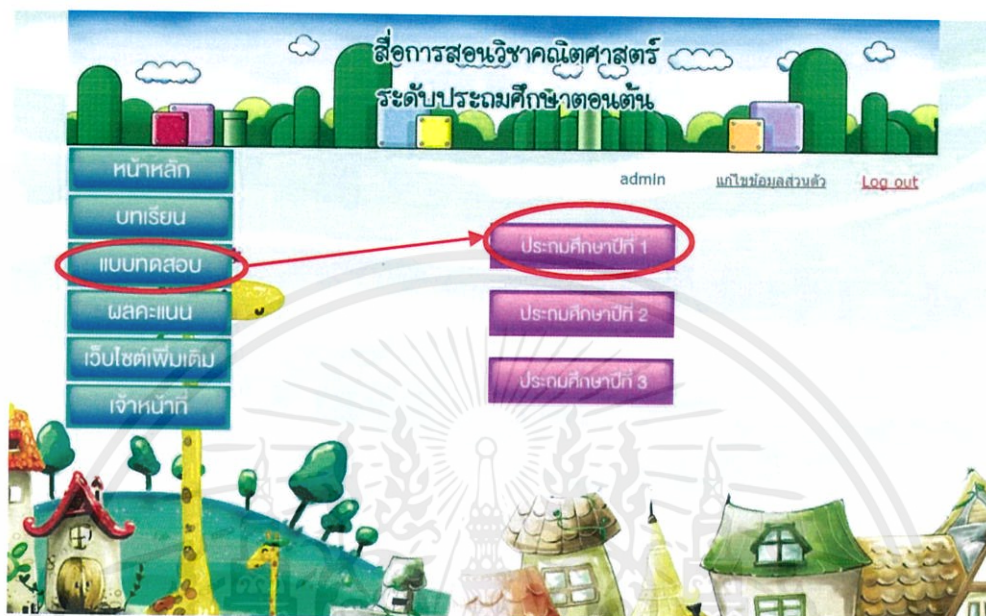 สื่อการสอนวิชาคณิตศาสตร์
ระดับประถมศึกษาตอนต้น
admin แก้ไขข้อมูลส่วนตัว Log out
หน้าหลัก
บทเรียน
แบบทดสอบ
ผลคะแนน
เว็บไซต์เพิ่มเติม
เจ้าหน้าที่
ประถมศึกษาปีที่ 1
ประถมศึกษาปีที่ 2
ประถมศึกษาปีที่ 3